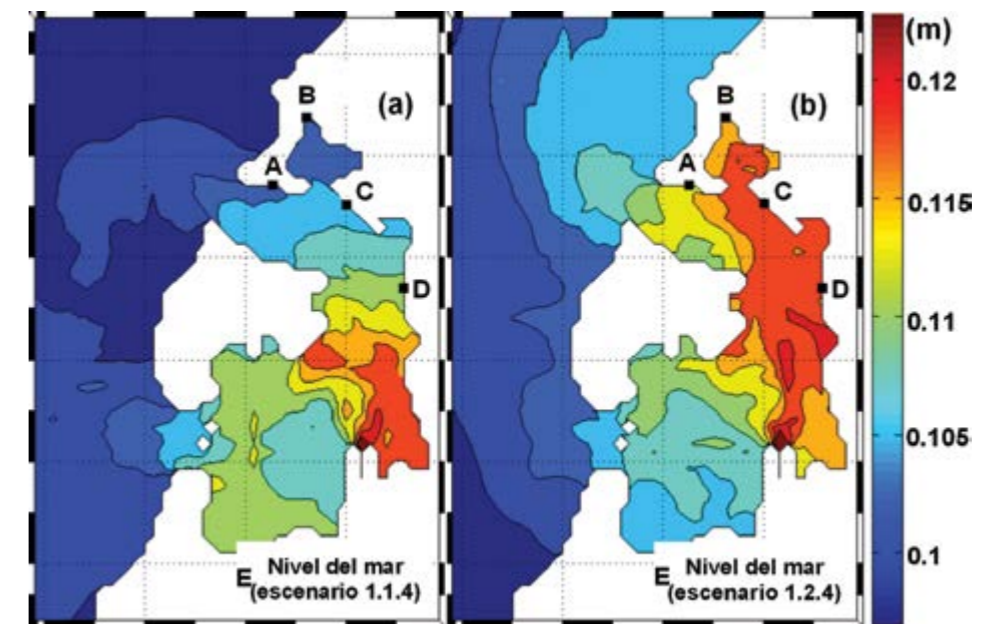 (a)
B
A
C
D
E
Nivel del mar
(escenario 1.1.4)
(b)
B
A
C
D
E
Nivel del mar
(escenario 1.2.4)
(m)
0.12
0.115
0.11
0.105
0.1